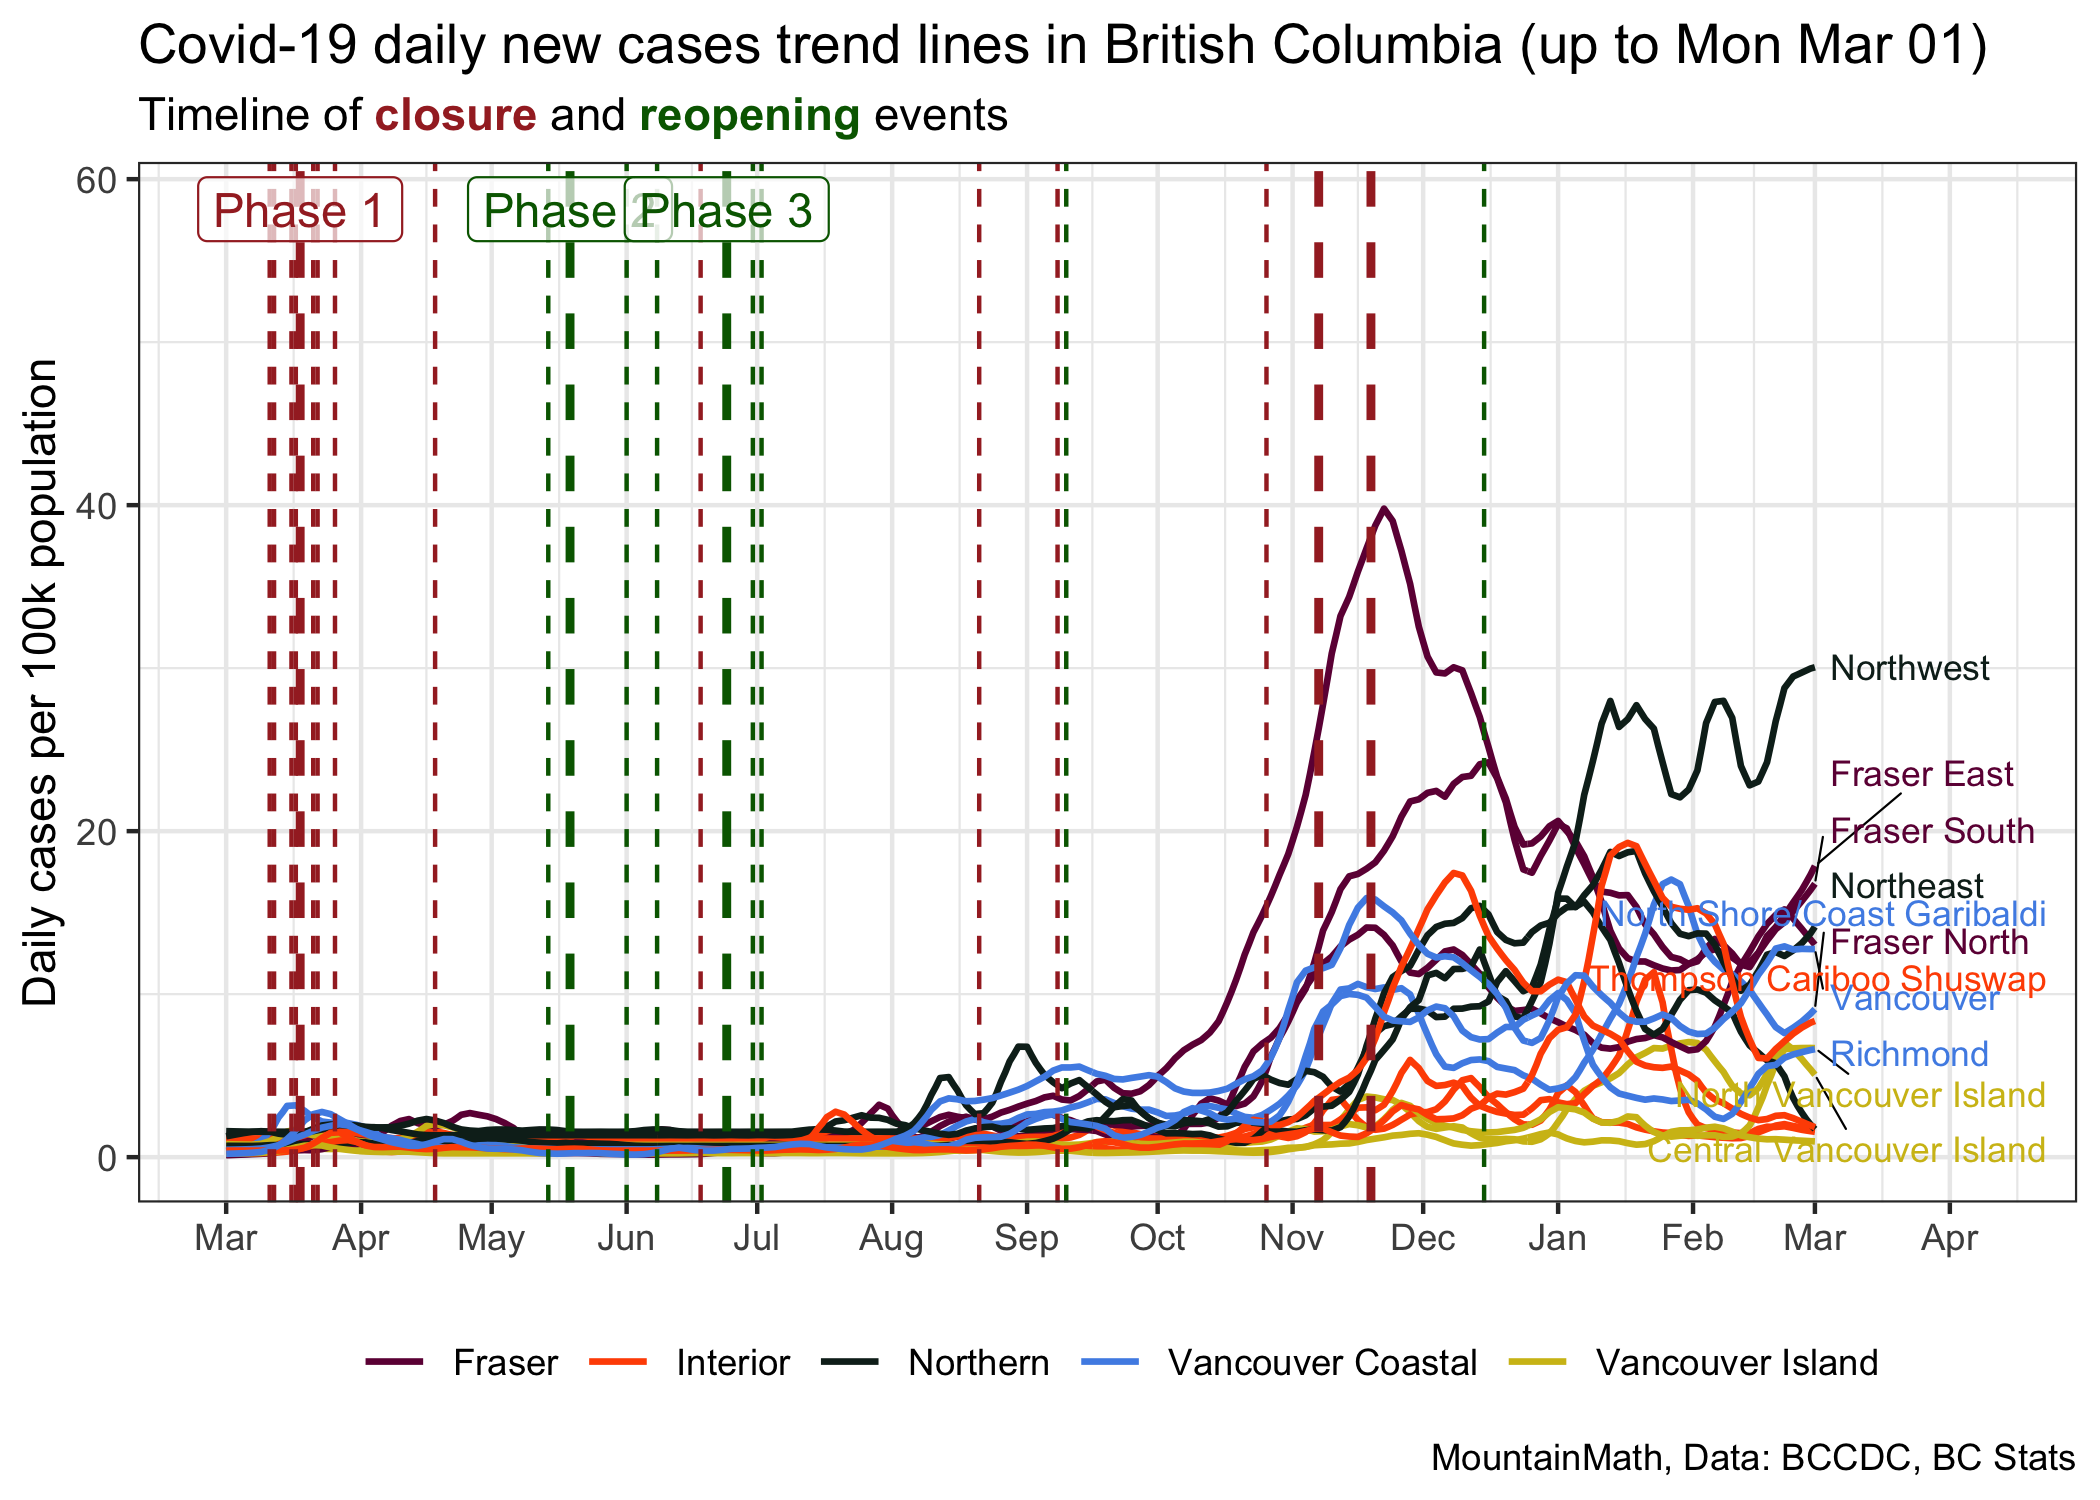 Covid-19 daily new cases trend lines in British Columbia (up to Mon Mar 01)
Timeline of closure and reopening events
Daily cases per 100k population
60
40
20
0
Phase 1
Phase 2
Phase 3
Northwest
Fraser East
Fraser South
Northeast
North Shore/Coast Garibaldi
Fraser North
Thompson Cariboo Shuswap
Vancouver
Richmond
North Vancouver Island
Central Vancouver Island
Mar Apr May Jun Jul Aug Sep Oct Nov Dec Jan Feb Mar Apr
Fraser Interior Northern Vancouver Coastal Vancouver Island
MountainMath, Data: BCCDC, BC Stats